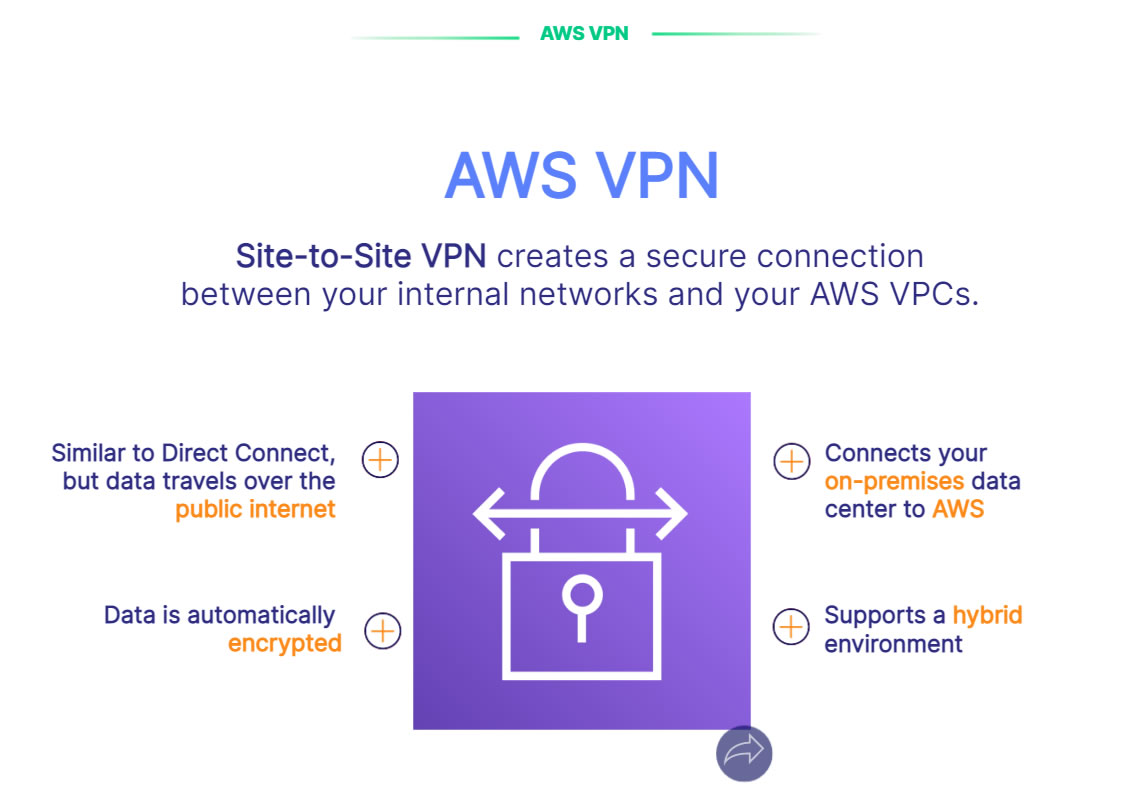 AWS VPN
AWS VPN
Site-to-Site VPN creates a secure connection
between your internal networks and your AWS VPCs.
Similar to Direct Connect,
but data travels over the
public internet
Data is automatically
encrypted
Connects your
on-premises data
center to AWS
Supports a hybrid
environment